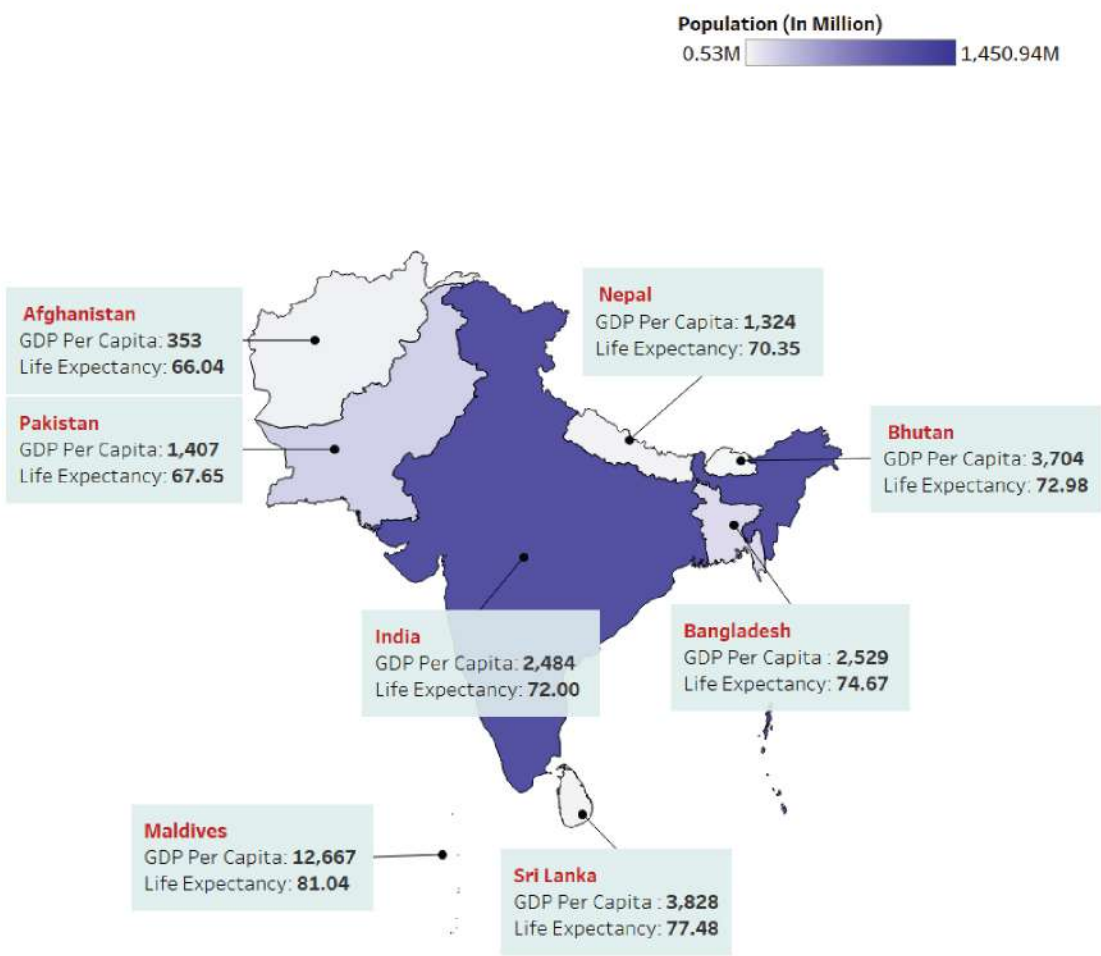 Population (In Million)
0.53M 1,450.94M
Nepal
GDP Per Capita: 1,324
Life Expectancy: 70.35
Afghanistan
GDP Per Capita: 353
Life Expectancy: 66.04
Pakistan
GDP Per Capita: 1,407
Life Expectancy: 67.65
Bhutan
GDP Per Capita: 3,704
Life Expectancy: 72.98
India
GDP Per Capita: 2,484
Life Expectancy: 72.00
Bangladesh
GDP Per Capita : 2,529
Life Expectancy: 74.67
Maldives
GDP Per Capita: 12,667
Life Expectancy: 81.04
Sri Lanka
GDP Per Capita : 3,828
Life Expectancy: 77.48